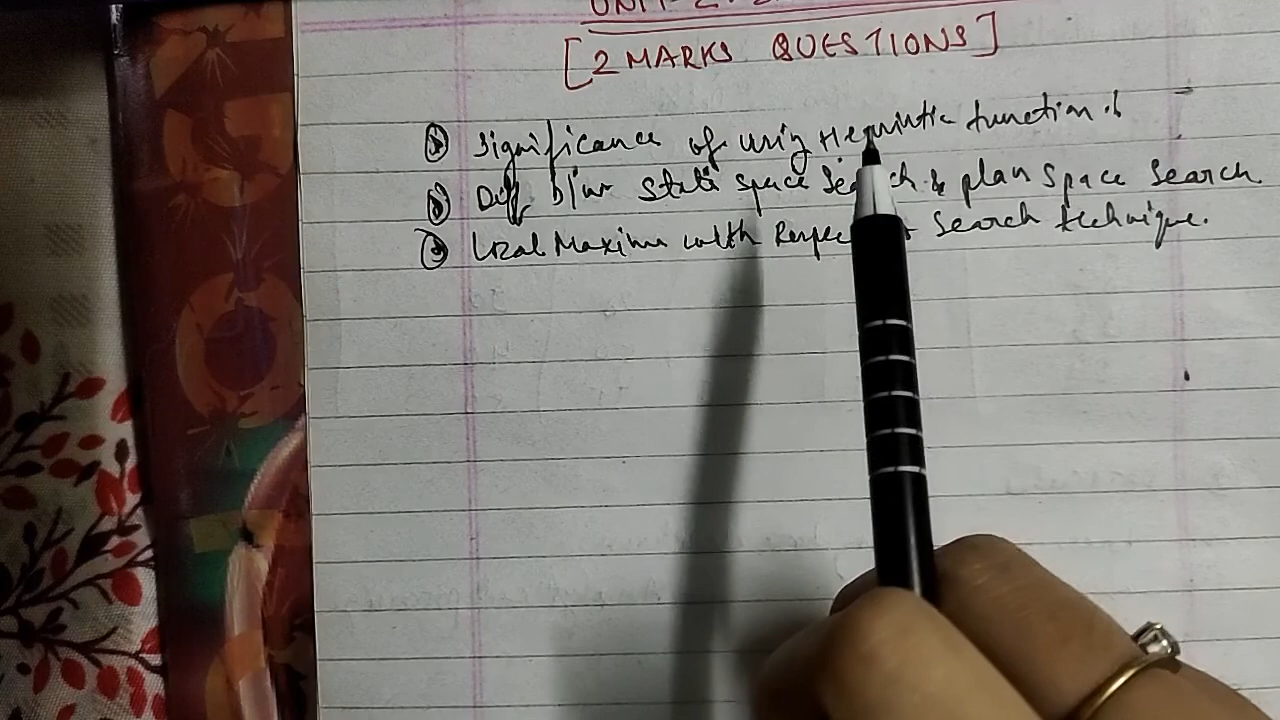 [2 MARKS QUESTIONS]
① Significance of using Heuristic function.
② Diff b/w State space Search & plan Space Search.
③ Local Maxima with Respect Search technique.